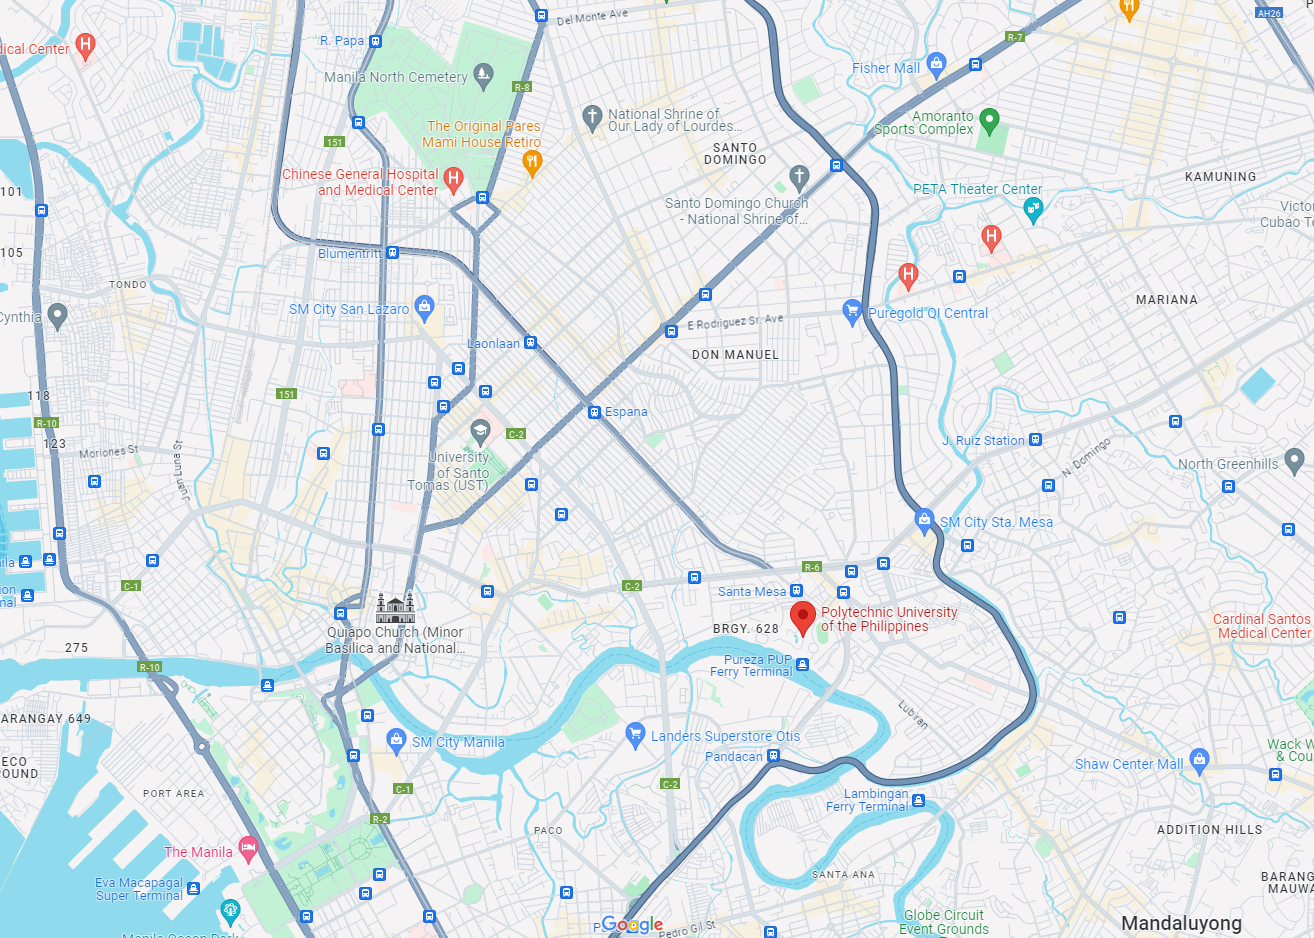 Del Monte Ave
AH26
R. Papa
R-7
dical Center
Fisher Mall
Manila North Cemetery
R-8
Amoranto
Sports Complex
National Shrine of
Our Lady of Lourdes...
The Original Pares
Mami House Retiro
151
SANTO
DOMINGO
Chinese General Hospital
and Medical Center
KAMUNING
101
PETA Theater Center
Santo Domingo Church
- National Shrine of...
Victor
Cubao Te
105
Blumentritt
TONDO
SM City San Lazaro
MARIANA
Cynthia
Puregold QI Central
E Rodriguez Sr. Ave
Laonlaan
DON MANUEL
118
151
R-10
Espana
123
C-2
J. Ruiz Station
Moriones St
Juan Luna St
N. Domingo
University
of Santo
Tomas (UST)
North Greenhills
SM City Sta. Mesa
nila
R-6
C-1
C-2
Santa Mesa
Polytechnic University
of the Philippines
BRGY. 628
Quiapo Church (Minor
Basilica and National...
Cardinal Santos
Medical Center
275
R-10
Pureza PUP
Ferry Terminal
ARANGAY 649
Lubiran
SM City Manila
Landers Superstore Otis
Pandacan
Wack W
& Cou
ECO
OUND
Shaw Center Mall
PORT AREA
C-1
C-2
Lambingan
Ferry Terminal
R-2
PACO
ADDITION HILLS
The Manila
Eva Macapagal
Super Terminal
SANTA ANA
BARANG
MAUWA
Globe Circuit
Event Grounds
Google
Pedro Gil St
Mandaluyong
Manila Ocean Park